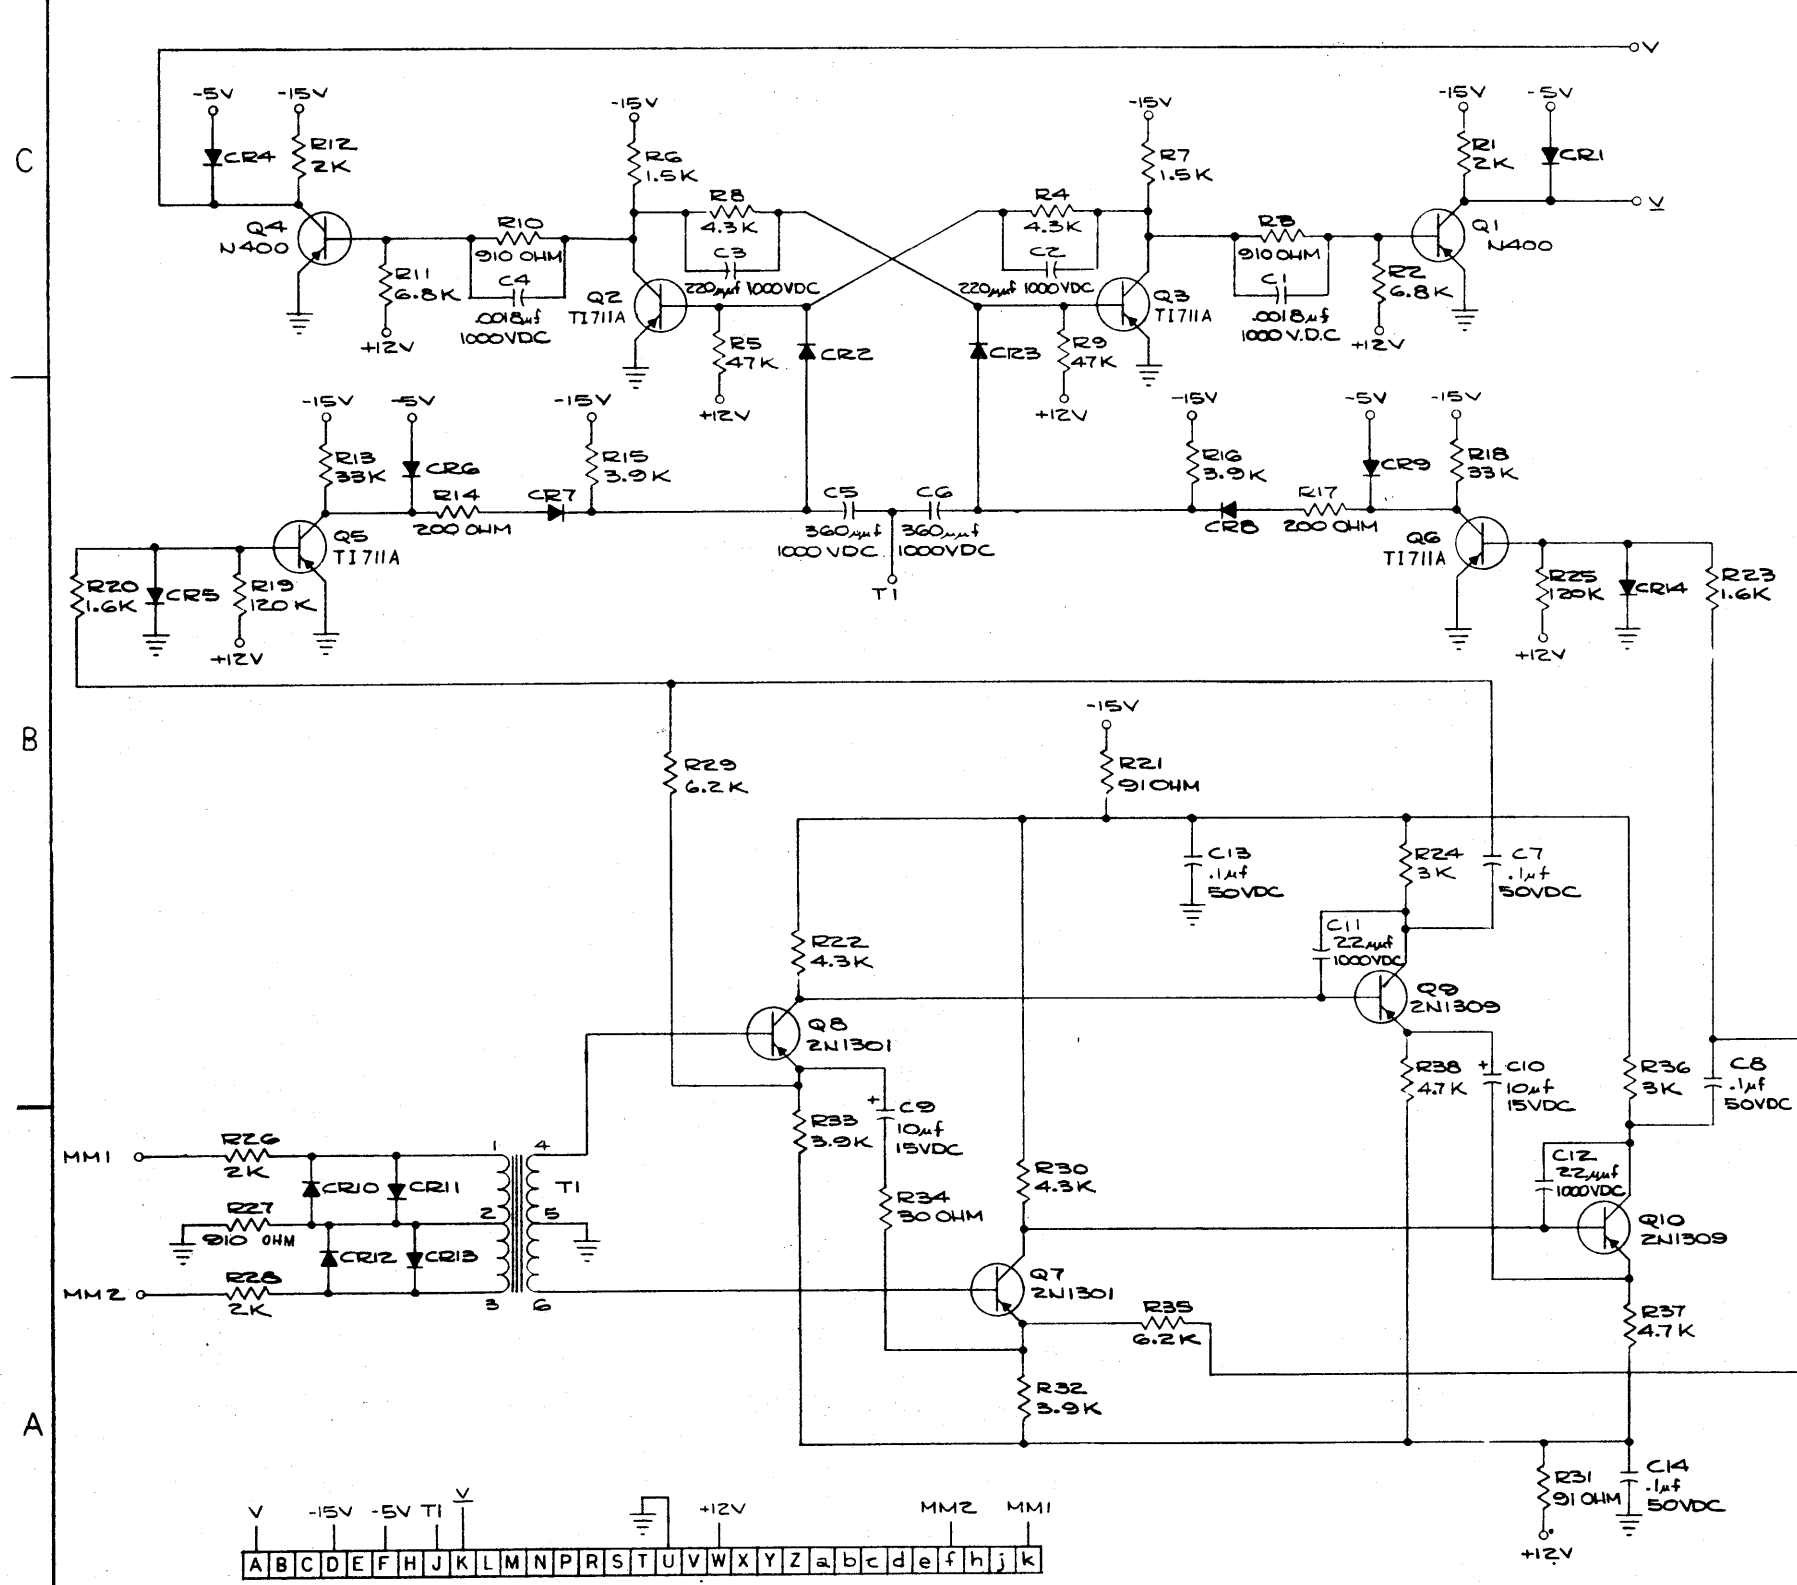 V
-5V
-15V
-15V
-15V
-15V
-5V
C
CR4
R12
2K
R6
1.5K
R7
1.5K
R1
2K
CR1
R8
4.3K
R4
4.3K
V
Q4
N400
R10
910 OHM
C3
220µµf 1000VDC
C2
220µµf 1000VDC
R3
910 OHM
Q1
N400
R11
6.8K
C4
.0018µf
1000VDC
Q2
TI711A
Q3
TI711A
C1
.0018µf
1000V.D.C
R2
6.8K
+12V
R5
47K
CR2
CR3
R9
47K
+12V
+12V
+12V
-15V
-5V
-15V
-15V
-5V
-15V
R13
33K
CR6
R15
3.9K
R16
3.9K
CR9
R18
33K
R14
200 OHM
CR7
C5
360µµf
1000VDC
C6
360µµf
1000VDC
CR8
R17
200 OHM
Q5
TI711A
Q6
TI711A
R20
1.6K
CR5
R19
120K
T1
R25
120K
CR14
R23
1.6K
+12V
+12V
B
-15V
R29
6.2K
R21
91 OHM
C13
.1µf
50VDC
R24
3K
C7
.1µf
50VDC
R22
4.3K
C11
22µµf
1000VDC
Q9
2N1309
Q8
2N1301
R38
4.7K
+
C10
10µf
15VDC
R36
3K
C8
.1µf
50VDC
R33
3.9K
+
C9
10µf
15VDC
MM1
R26
2K
1
4
C12
22µµf
1000VDC
CR10
CR11
T1
R30
4.3K
R27
910 OHM
2
5
R34
30 OHM
Q10
2N1309
CR12
CR13
MM2
R28
2K
3
6
Q7
2N1301
R35
6.2K
R37
4.7K
R32
3.9K
A
R31
91 OHM
C14
.1µf
50VDC
+12V
V
-15V
-5V
T1
V
+12V
MM2
MM1
A B C D E F H J K L M N P R S T U V W X Y Z a b c d e f h j k